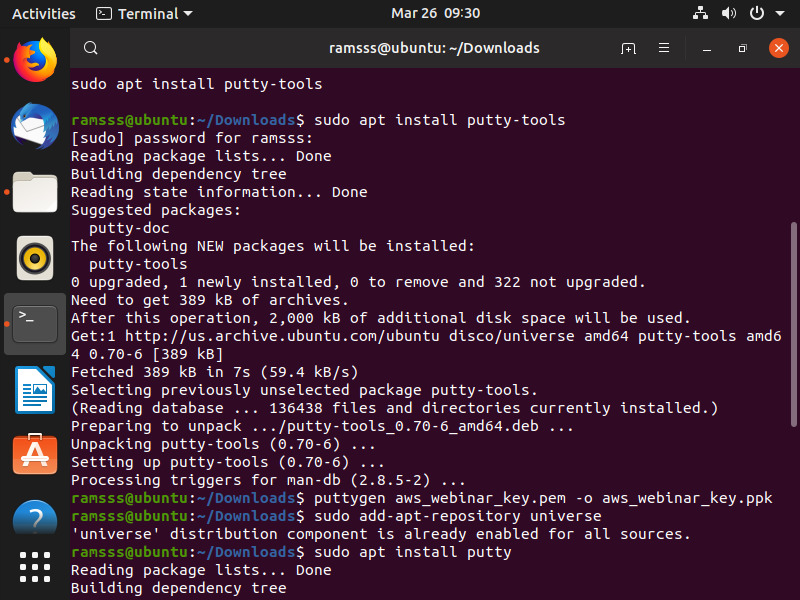 Activities
Terminal
Mar 26 09:30
ramsss@ubuntu: ~/Downloads
sudo apt install putty-tools
ramsss@ubuntu:~/Downloads$ sudo apt install putty-tools
[sudo] password for ramsss:
Reading package lists... Done
Building dependency tree
Reading state information... Done
Suggested packages:
  putty-doc
The following NEW packages will be installed:
  putty-tools
0 upgraded, 1 newly installed, 0 to remove and 322 not upgraded.
Need to get 389 kB of archives.
After this operation, 2,000 kB of additional disk space will be used.
Get:1 http://us.archive.ubuntu.com/ubuntu disco/universe amd64 putty-tools amd6
4 0.70-6 [389 kB]
Fetched 389 kB in 7s (59.4 kB/s)
Selecting previously unselected package putty-tools.
(Reading database ... 136438 files and directories currently installed.)
Preparing to unpack .../putty-tools_0.70-6_amd64.deb ...
Unpacking putty-tools (0.70-6) ...
Setting up putty-tools (0.70-6) ...
Processing triggers for man-db (2.8.5-2) ...
ramsss@ubuntu:~/Downloads$ puttygen aws_webinar_key.pem -o aws_webinar_key.ppk
ramsss@ubuntu:~/Downloads$ sudo add-apt-repository universe
'universe' distribution component is already enabled for all sources.
ramsss@ubuntu:~/Downloads$ sudo apt install putty
Reading package lists... Done
Building dependency tree